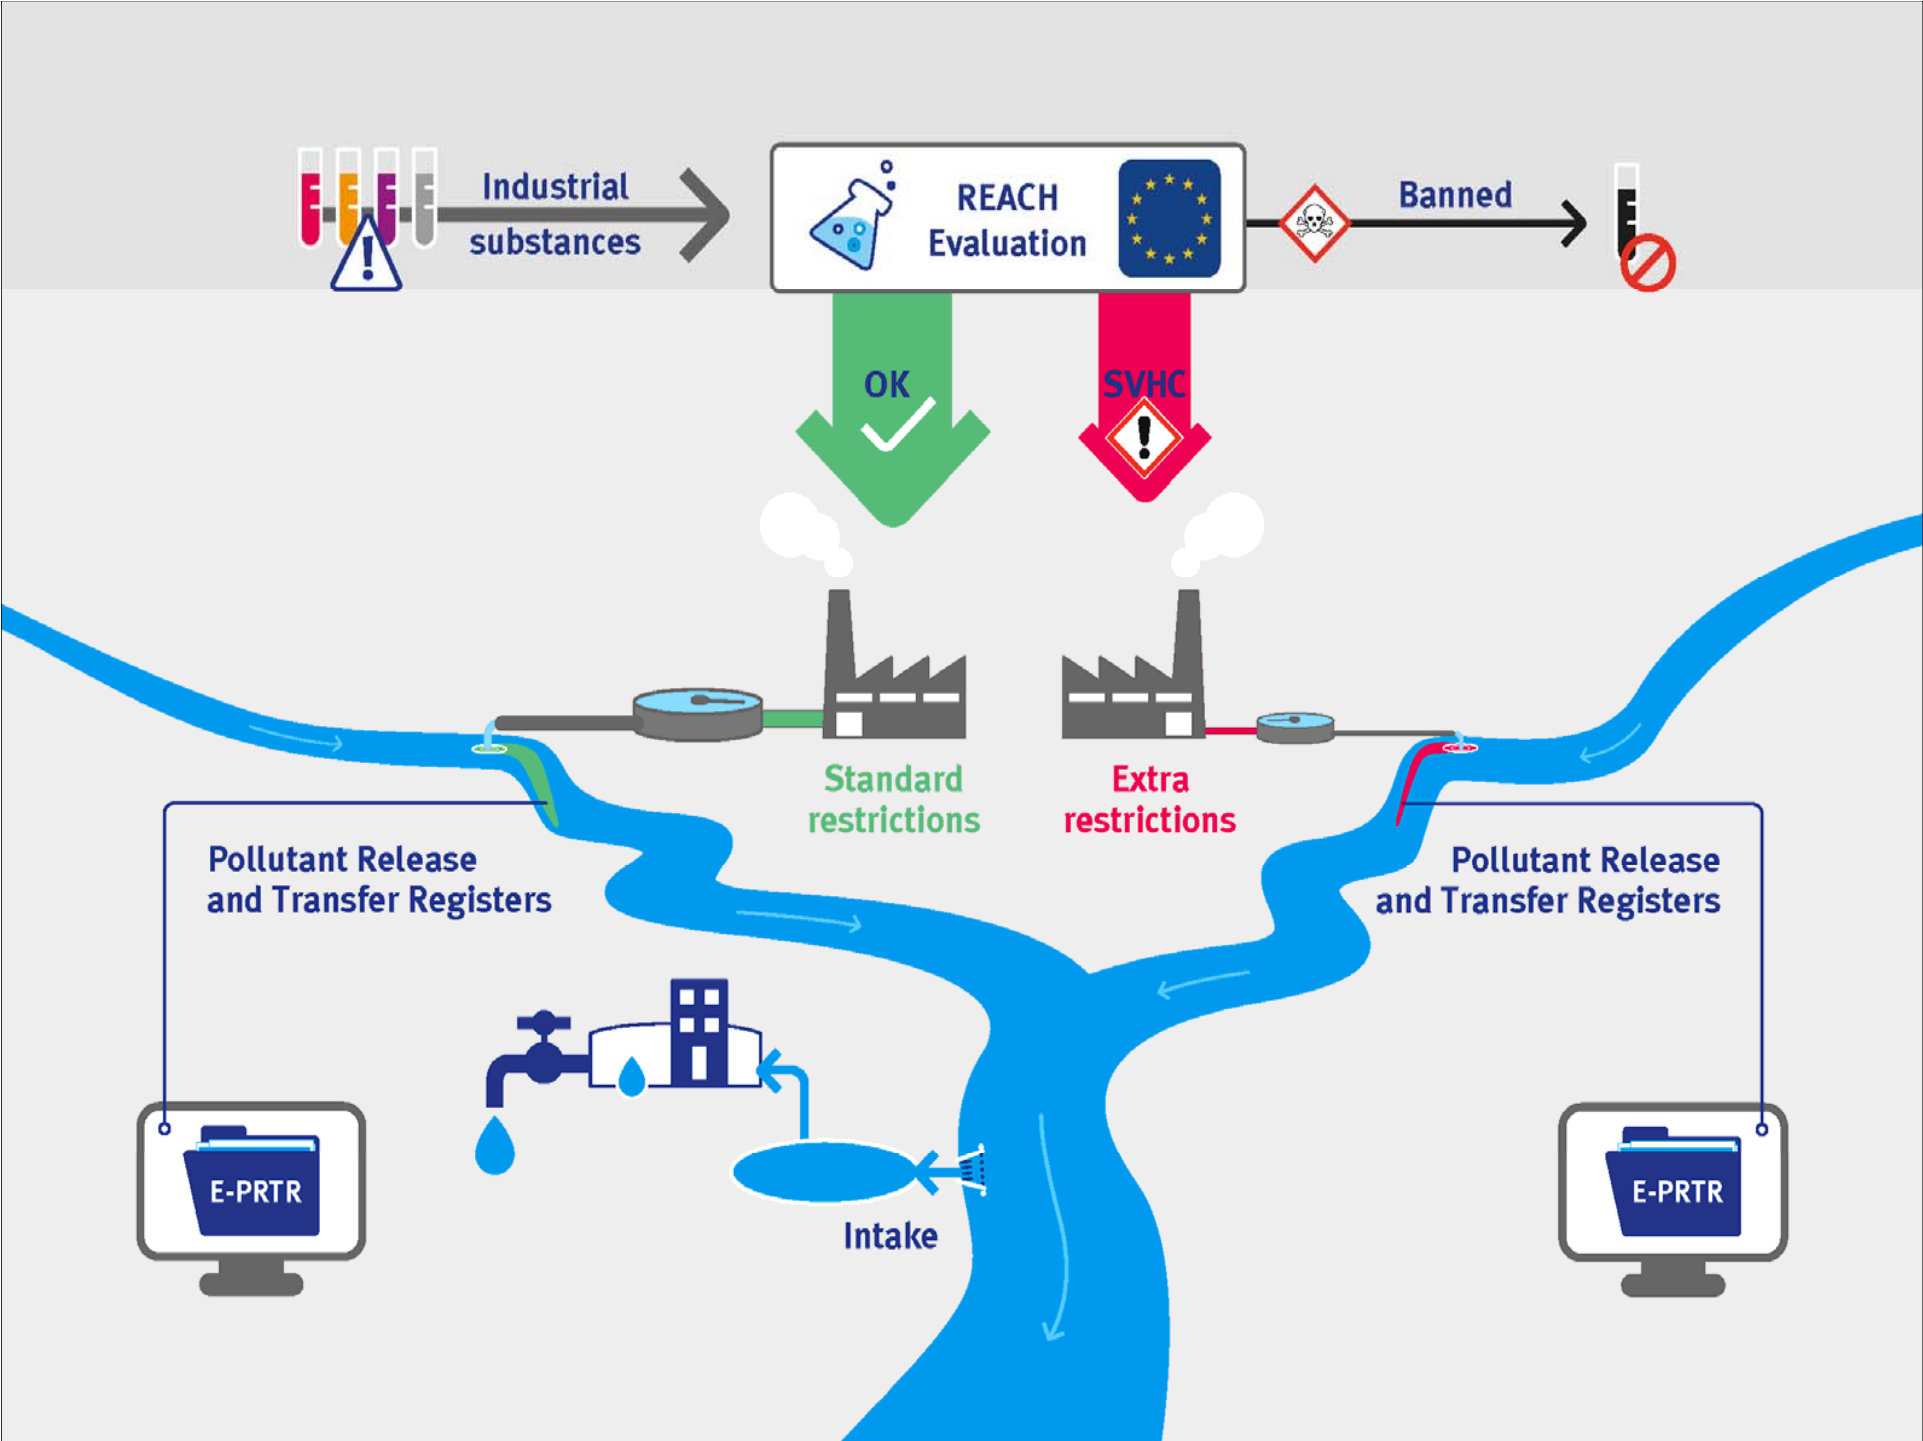 Industrial
substances
REACH
Evaluation
Banned
OK
SVHC
Standard
restrictions
Extra
restrictions
Pollutant Release
and Transfer Registers
Pollutant Release
and Transfer Registers
E-PRTR
Intake
E-PRTR